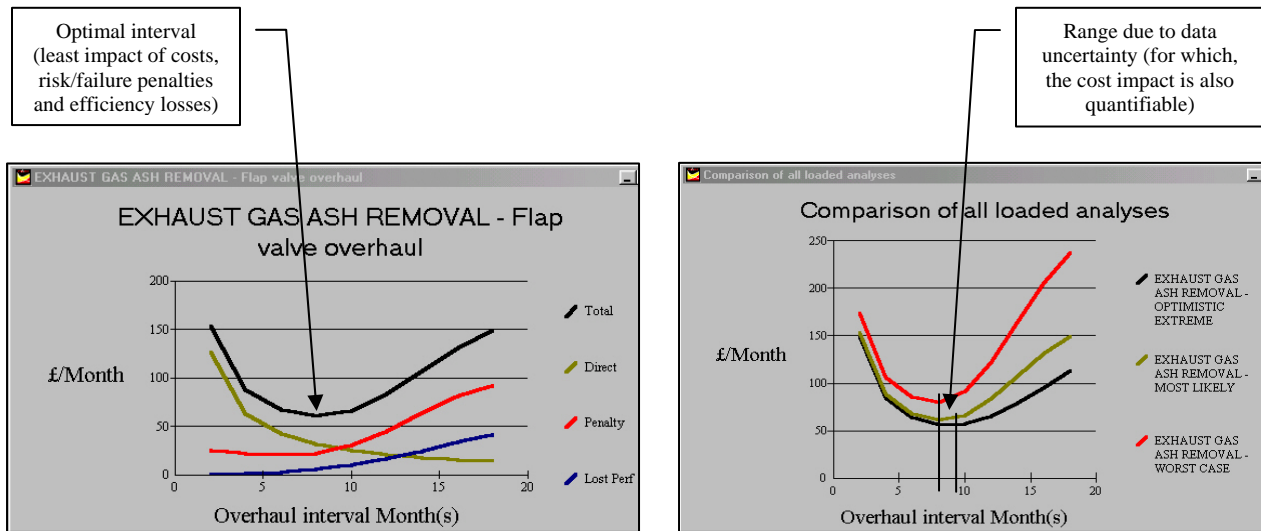 Optimal interval
(least impact of costs,
risk/failure penalties
and efficiency losses)
Range due to data
uncertainty (for which,
the cost impact is also
quantifiable)
EXHAUST GAS ASH REMOVAL - Flap valve overhaul
EXHAUST GAS ASH REMOVAL - Flap
valve overhaul
200
150
100
50
0
0
5
10
15
20
£/Month
Overhaul interval Month(s)
Total
Direct
Penalty
Lost Perf
Comparison of all loaded analyses
Comparison of all loaded analyses
250
200
150
100
50
0
0
5
10
15
20
£/Month
Overhaul interval Month(s)
EXHAUST GAS
ASH REMOVAL -
OPTIMISTIC
EXTREME
EXHAUST GAS
ASH REMOVAL -
MOST LIKELY
EXHAUST GAS
ASH REMOVAL -
WORST CASE